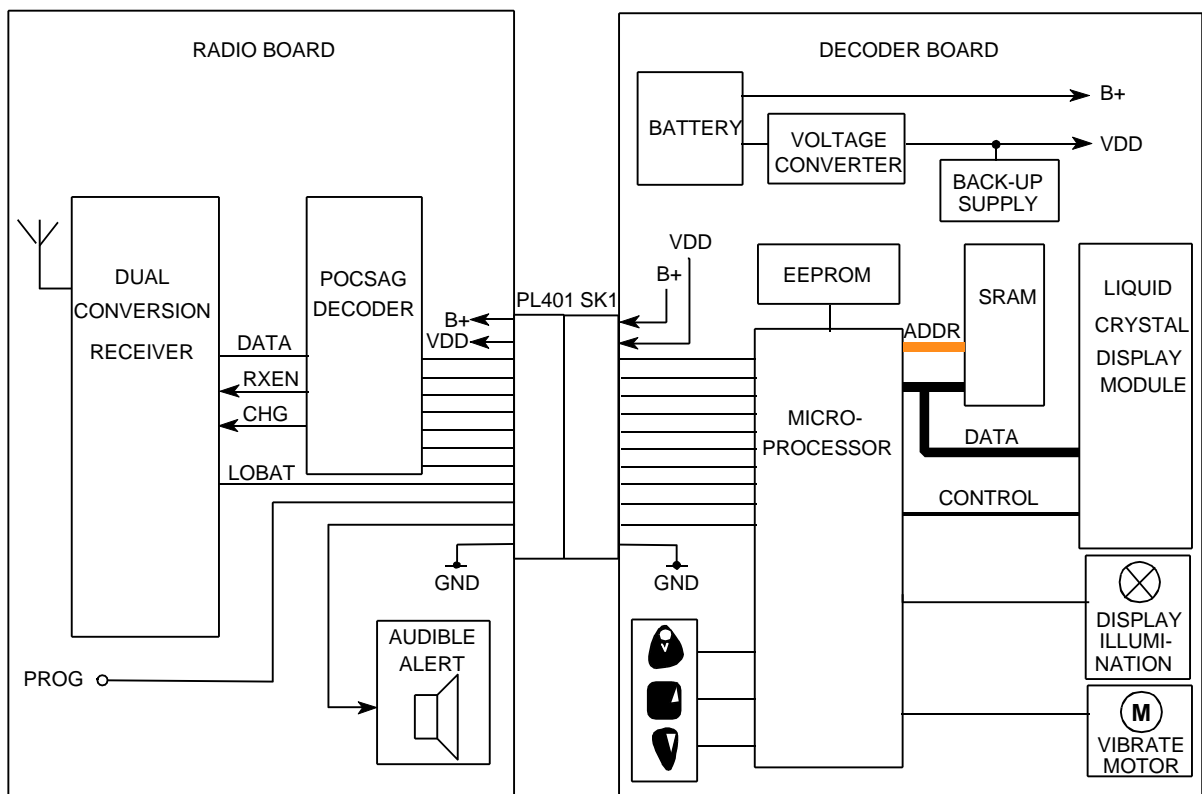 RADIO BOARD
DECODER BOARD
BATTERY
B+
VOLTAGE
CONVERTER
VDD
BACK-UP
SUPPLY
DUAL
CONVERSION
RECEIVER
POCSAG
DECODER
DATA
RXEN
CHG
LOBAT
B+
VDD
PL401 SK1
VDD
B+
EEPROM
SRAM
ADDR
LIQUID
CRYSTAL
DISPLAY
MODULE
MICRO-
PROCESSOR
DATA
CONTROL
GND
GND
AUDIBLE
ALERT
PROG
DISPLAY
ILLUMI-
NATION
M
VIBRATE
MOTOR